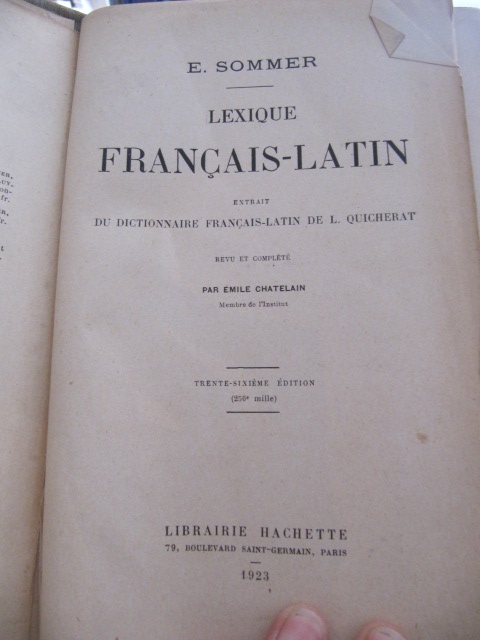 E. SOMMER
LEXIQUE
FRANÇAIS-LATIN
EXTRAIT
DU DICTIONNAIRE FRANÇAIS-LATIN DE L. QUICHERAT
REVU ET COMPLÉTÉ
PAR ÉMILE CHATELAIN
Membre de l'Institut
TRENTE-SIXIÈME ÉDITION
(250e mille)
LIBRAIRIE HACHETTE
79, BOULEVARD SAINT-GERMAIN, PARIS
1923